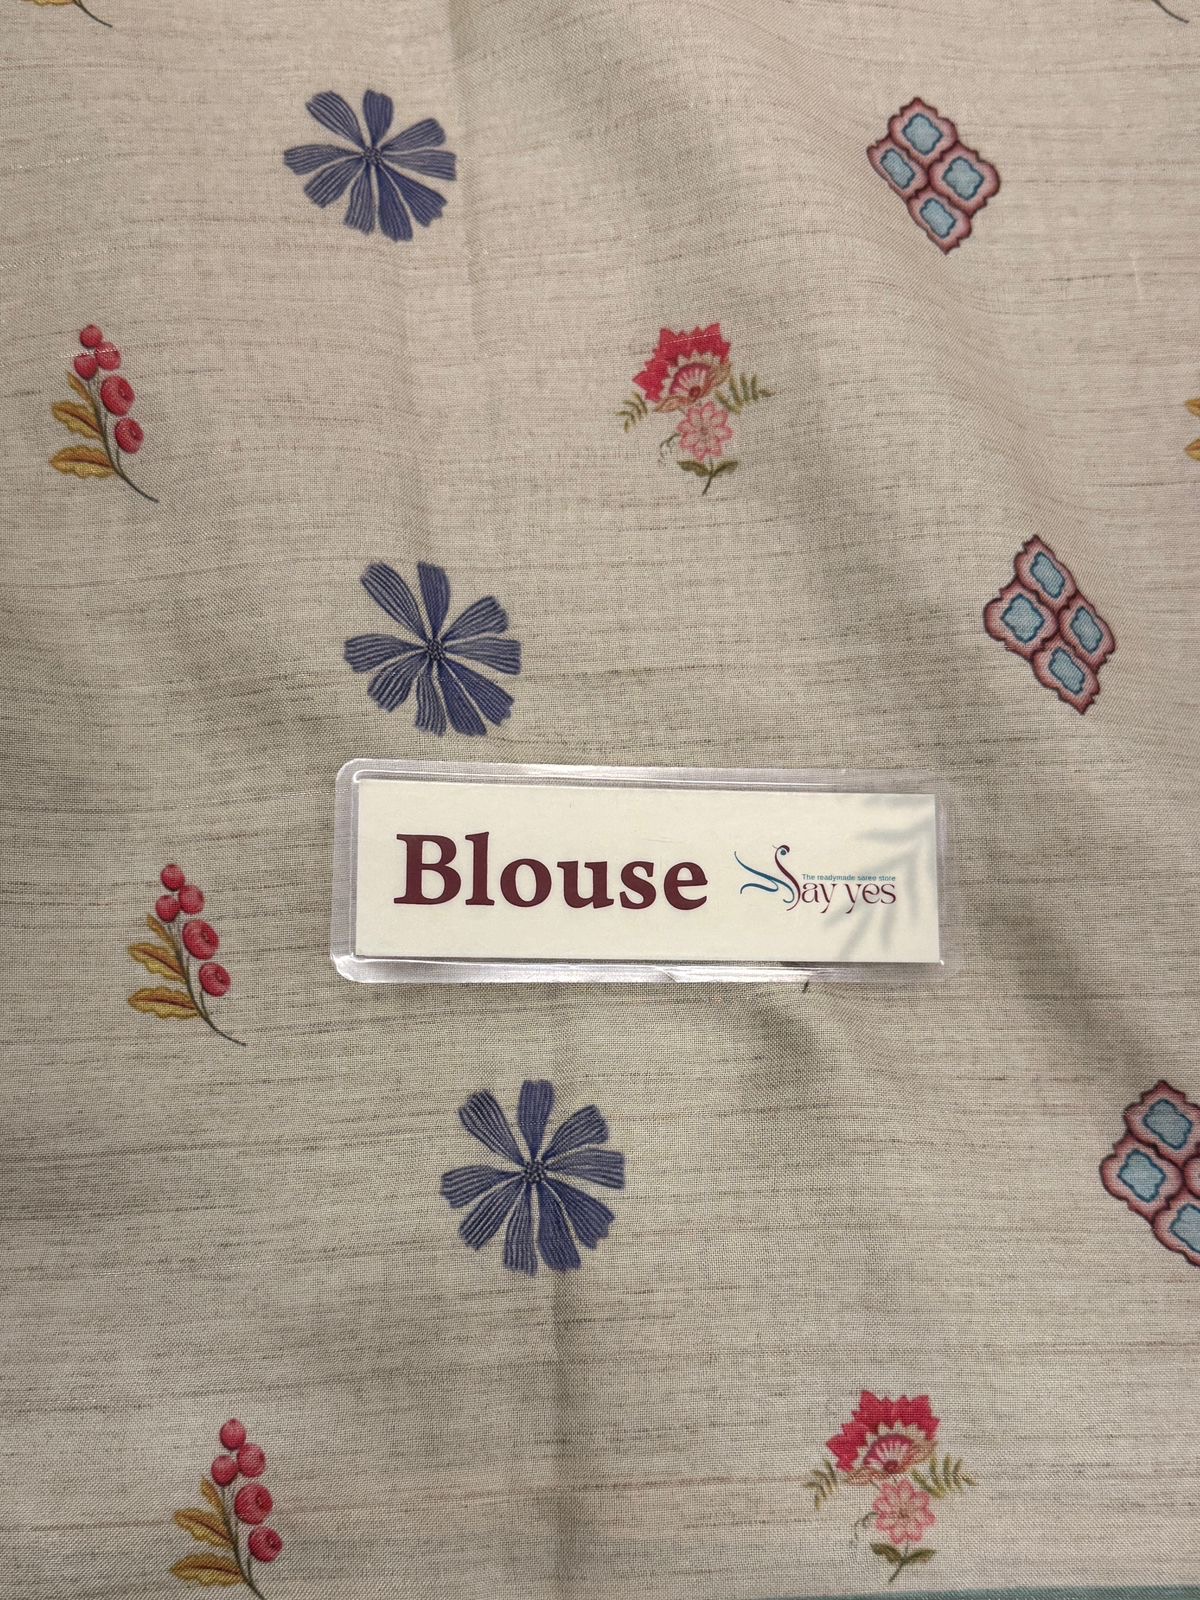 Blouse
The readymade saree store
Say yes